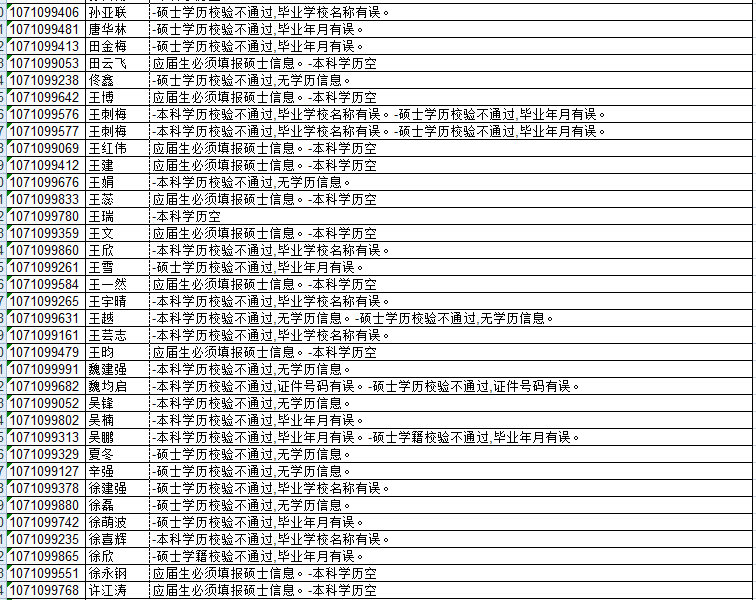 1071099406 孙亚联 -硕士学历校验不通过,毕业学校名称有误。
1071099481 唐华林 -硕士学历校验不通过,毕业年月有误。
1071099413 田金梅 -硕士学历校验不通过,毕业年月有误。
1071099053 田云飞 应届生必须填报硕士信息。-本科学历空
1071099238 佟鑫 -硕士学历校验不通过,无学历信息。
1071099642 王博 应届生必须填报硕士信息。-本科学历空
1071099576 王刺梅 -本科学历校验不通过,毕业学校名称有误。-硕士学历校验不通过,毕业年月有误。
1071099577 王刺梅 -本科学历校验不通过,毕业学校名称有误。-硕士学历校验不通过,毕业年月有误。
1071099069 王红伟 应届生必须填报硕士信息。-本科学历空
1071099412 王建 应届生必须填报硕士信息。-本科学历空
1071099676 王娟 -本科学历校验不通过,无学历信息。
1071099833 王蕊 应届生必须填报硕士信息。-本科学历空
1071099780 王瑞 -本科学历空
1071099359 王文 应届生必须填报硕士信息。-本科学历空
1071099860 王欣 -本科学历校验不通过,毕业学校名称有误。
1071099261 王雪 -硕士学历校验不通过,毕业年月有误。
1071099584 王一然 应届生必须填报硕士信息。-本科学历空
1071099265 王宇晴 -本科学历校验不通过,毕业学校名称有误。
1071099631 王越 -本科学历校验不通过,无学历信息。-硕士学历校验不通过,无学历信息。
1071099161 王芸志 -本科学历校验不通过,毕业学校名称有误。
1071099479 王昀 应届生必须填报硕士信息。-本科学历空
1071099991 魏建强 -本科学历校验不通过,无学历信息。
1071099682 魏均启 -本科学历校验不通过,证件号码有误。-硕士学历校验不通过,证件号码有误。
1071099052 吴锋 -本科学历校验不通过,无学历信息。
1071099802 吴楠 -本科学历校验不通过,毕业年月有误。
1071099313 吴鹏 -本科学历校验不通过,毕业年月有误。-硕士学籍校验不通过,毕业年月有误。
1071099329 夏冬 -硕士学历校验不通过,无学历信息。
1071099127 辛强 -硕士学历校验不通过,无学历信息。
1071099378 徐建强 -硕士学历校验不通过,毕业学校名称有误。
1071099880 徐磊 -硕士学历校验不通过,无学历信息。
1071099742 徐萌波 -硕士学历校验不通过,毕业年月有误。
1071099235 徐喜辉 -本科学历校验不通过,毕业学校名称有误。
1071099865 徐欣 -硕士学籍校验不通过,毕业年月有误。
1071099551 徐永钢 应届生必须填报硕士信息。-本科学历空
1071099768 许江涛 应届生必须填报硕士信息。-本科学历空